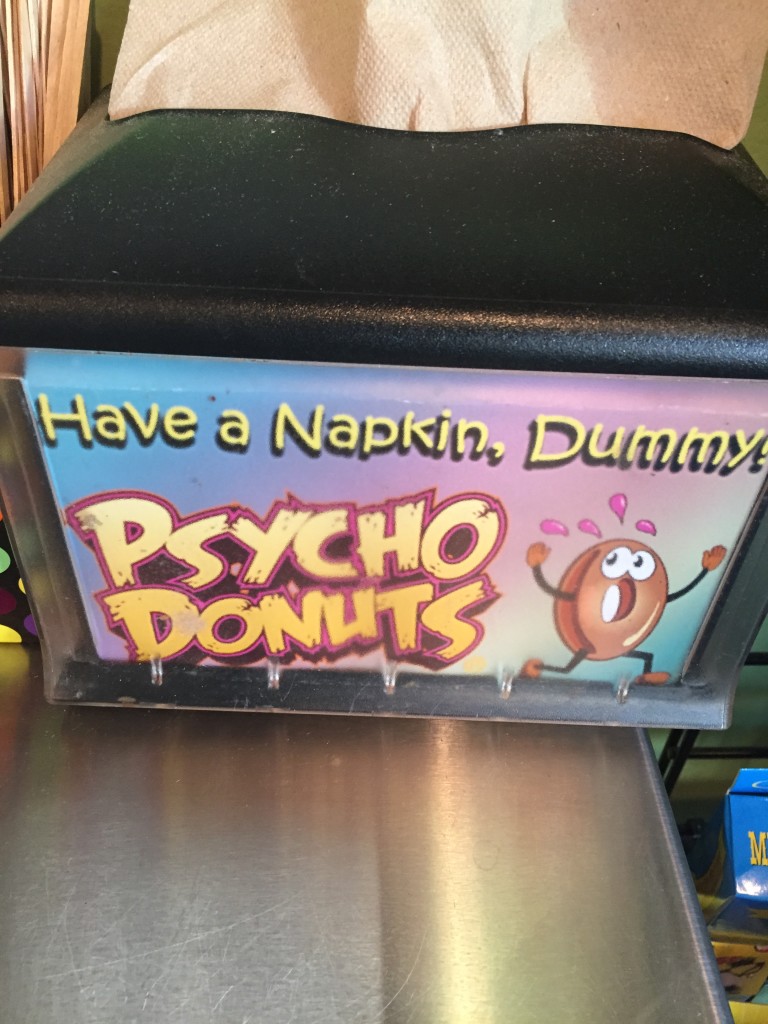 Have a Napkin, Dummy!
PSYCHO
DONUTS